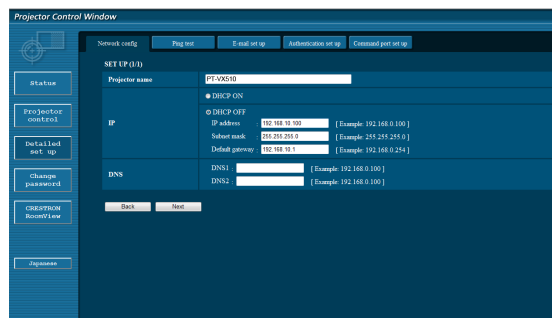 Projector Control Window
Network config Ping test E-mail set up Authentication set up Command port set up
SET UP (1/1)
Projector name PT-VX510
DHCP ON
IP
DHCP OFF
IP address : 192.168.10.100 [ Example: 192.168.0.100 ]
Subnet mask : 255.255.255.0 [ Example: 255.255.255.0 ]
Default gateway : 192.168.10.1 [ Example: 192.168.0.254 ]
DNS
DNS1 : [ Example: 192.168.0.100 ]
DNS2 : [ Example: 192.168.0.100 ]
Back Next
Status
Projector
control
Detailed
set up
Change
password
CRESTRON
RoomView
Japanese